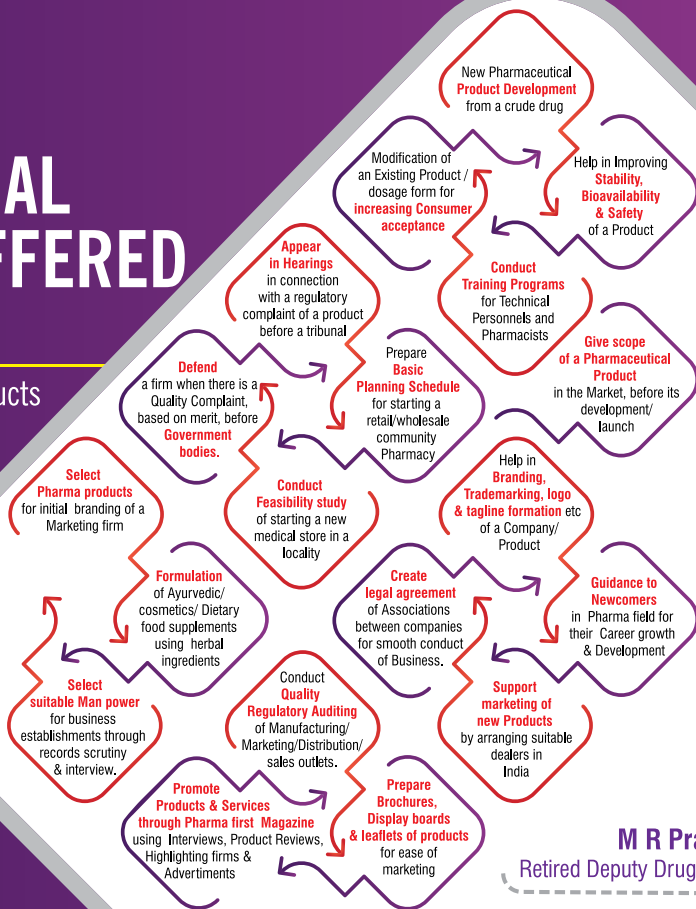 AL
FFERED
ucts
New Pharmaceutical
Product Development
from a crude drug
Modification of
an Existing Product /
dosage form for
increasing Consumer
acceptance
Help in Improving
Stability,
Bioavailability
& Safety
of a Product
Appear
in Hearings
in connection
with a regulatory
complaint of a product
before a tribunal
Conduct
Training Programs
for Technical
Personnels and
Pharmacists
Defend
a firm when there is a
Quality Complaint,
based on merit, before
Government
bodies.
Prepare
Basic
Planning Schedule
for starting a
retail/wholesale
community
Pharmacy
Give scope
of a Pharmaceutical
Product
in the Market, before its
development/
launch
Select
Pharma products
for initial branding of a
Marketing firm
Conduct
Feasibility study
of starting a new
medical store in a
locality
Help in
Branding,
Trademarking, logo
& tagline formation etc
of a Company/
Product
Formulation
of Ayurvedic/
cosmetics/ Dietary
food supplements
using herbal
ingredients
Create
legal agreement
of Associations
between companies
for smooth conduct
of Business.
Guidance to
Newcomers
in Pharma field for
their Career growth
& Development
Select
suitable Man power
for business
establishments through
records scrutiny
& interview.
Conduct
Quality
Regulatory Auditing
of Manufacturing/
Marketing/Distribution/
sales outlets.
Support
marketing of
new Products
by arranging suitable
dealers in
India
Promote
Products & Services
through Pharma first Magazine
using Interviews, Product Reviews,
Highlighting firms &
Advertiments
Prepare
Brochures,
Display boards
& leaflets of products
for ease of
marketing
M R Pra
Retired Deputy Drug